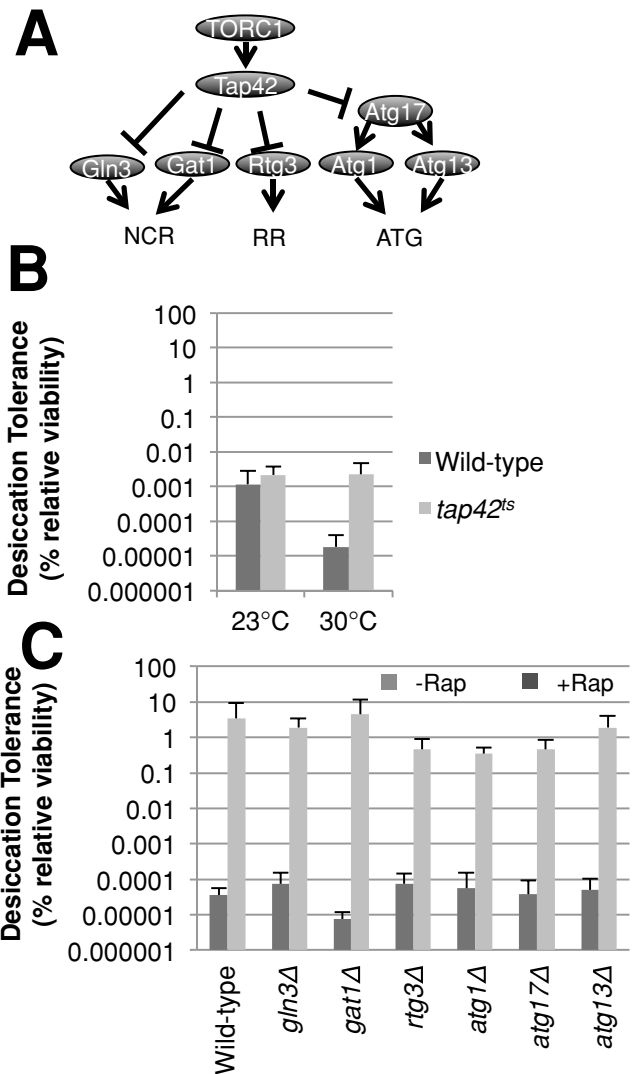 A
TORC1
Tap42
Atg17
Gln3
Gat1
Rtg3
Atg1
Atg13
NCR
RR
ATG
B
Desiccation Tolerance
(% relative viability)
100
10
1
0.1
0.01
0.001
0.0001
0.00001
0.000001
23°C
30°C
Wild-type
tap42ts
C
Desiccation Tolerance
(% relative viability)
100
10
1
0.1
0.01
0.001
0.0001
0.00001
0.000001
-Rap
+Rap
Wild-type
gln3Δ
gat1Δ
rtg3Δ
atg1Δ
atg17Δ
atg13Δ